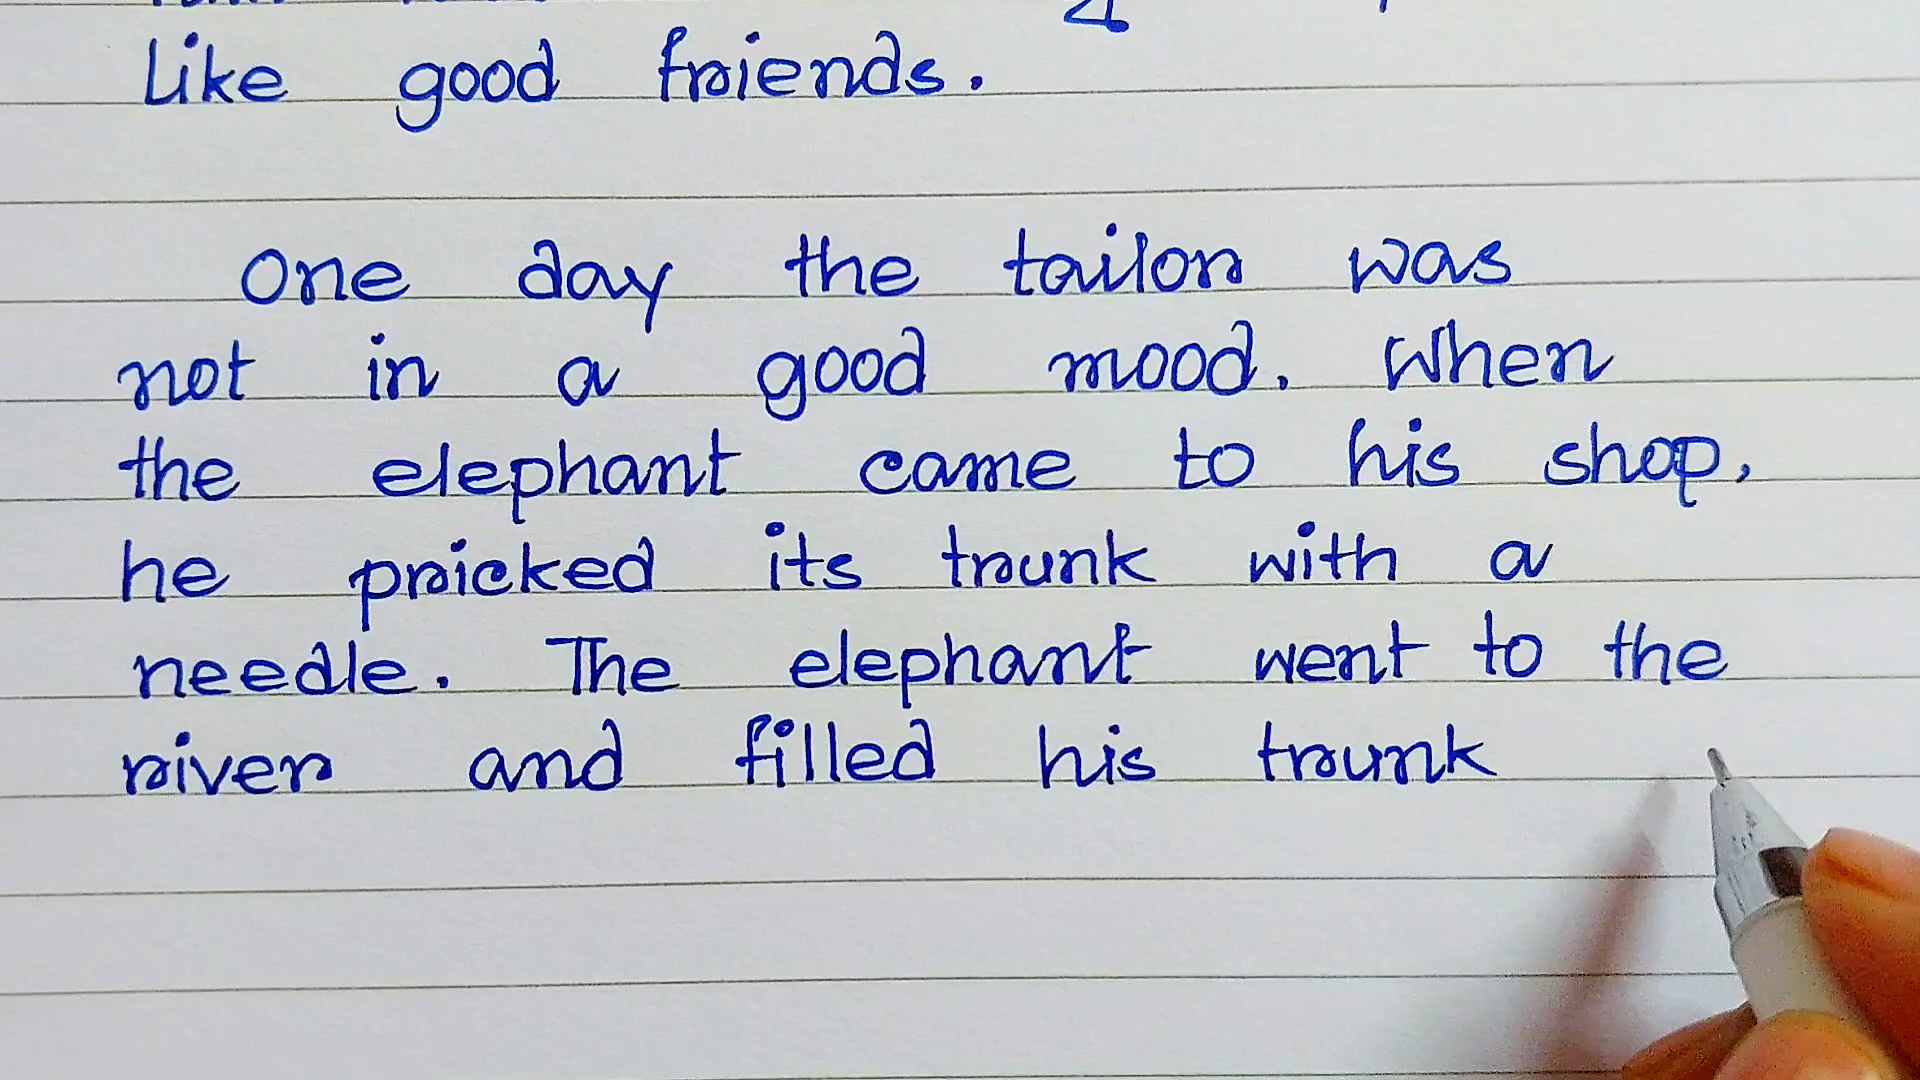 Like good friends.
One day the tailor was
not in a good mood. When
the elephant came to his shop,
he pricked its trunk with a
needle. The elephant went to the
river and filled his trunk